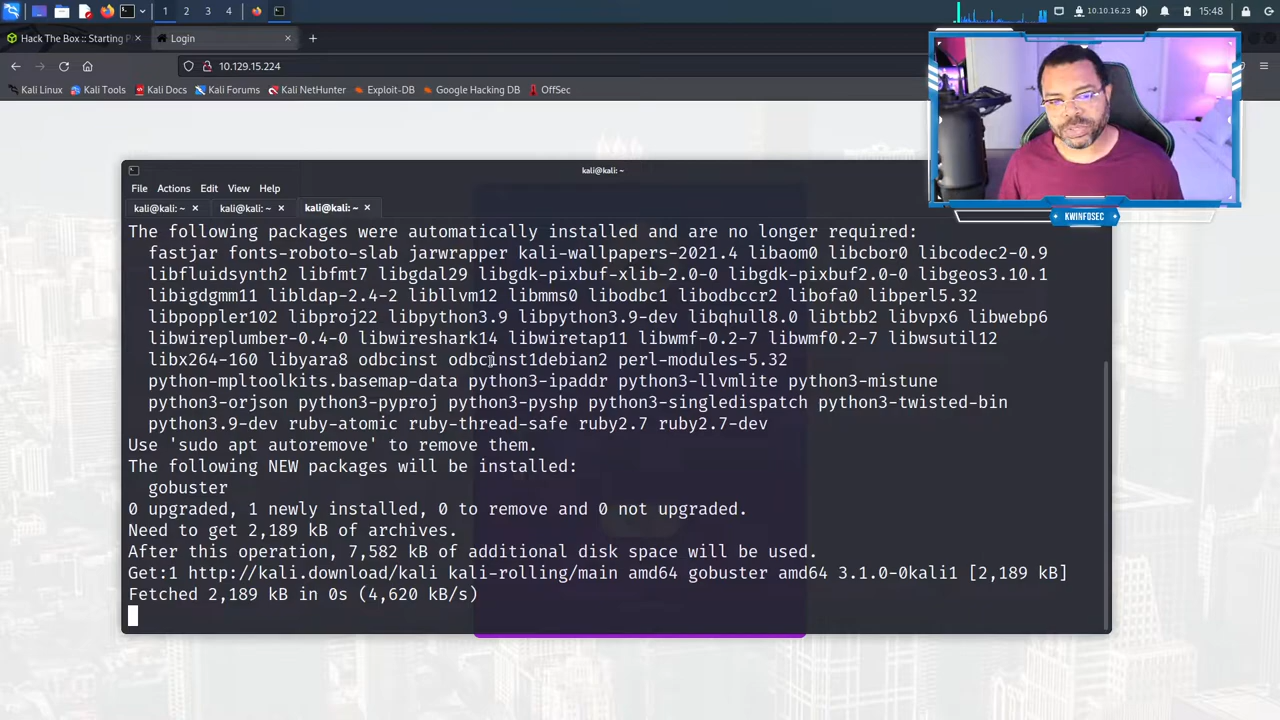 1 2 3 4
10.10.16.23
15:48
Hack The Box :: Starting P
Login
10.129.15.224
Kali Linux
Kali Tools
Kali Docs
Kali Forums
Kali NetHunter
Exploit-DB
Google Hacking DB
OffSec
KWINFOSEC
kali@kali: ~
File Actions Edit View Help
kali@kali: ~ kali@kali: ~ kali@kali: ~
The following packages were automatically installed and are no longer required:
fastjar fonts-roboto-slab jarwrapper kali-wallpapers-2021.4 libaom0 libcbor0 libcodec2-0.9
libfluidsynth2 libfmt7 libgdal29 libgdk-pixbuf-xlib-2.0-0 libgdk-pixbuf2.0-0 libgeos3.10.1
libigdgmm11 libldap-2.4-2 libllvm12 libmms0 libodbc1 libodbccr2 libofa0 libperl5.32
libpoppler102 libproj22 libpython3.9 libpython3.9-dev libqhull8.0 libtbb2 libvpx6 libwebp6
libwireplumber-0.4-0 libwireshark14 libwiretap11 libwmf-0.2-7 libwmf0.2-7 libwsutil12
libx264-160 libyara8 odbcinst odbcinst1debian2 perl-modules-5.32
python-mpltoolkits.basemap-data python3-ipaddr python3-llvmlite python3-mistune
python3-orjson python3-pyproj python3-pyshp python3-singledispatch python3-twisted-bin
python3.9-dev ruby-atomic ruby-thread-safe ruby2.7 ruby2.7-dev
Use 'sudo apt autoremove' to remove them.
The following NEW packages will be installed:
gobuster
0 upgraded, 1 newly installed, 0 to remove and 0 not upgraded.
Need to get 2,189 kB of archives.
After this operation, 7,582 kB of additional disk space will be used.
Get:1 http://kali.download/kali kali-rolling/main amd64 gobuster amd64 3.1.0-0kali1 [2,189 kB]
Fetched 2,189 kB in 0s (4,620 kB/s)